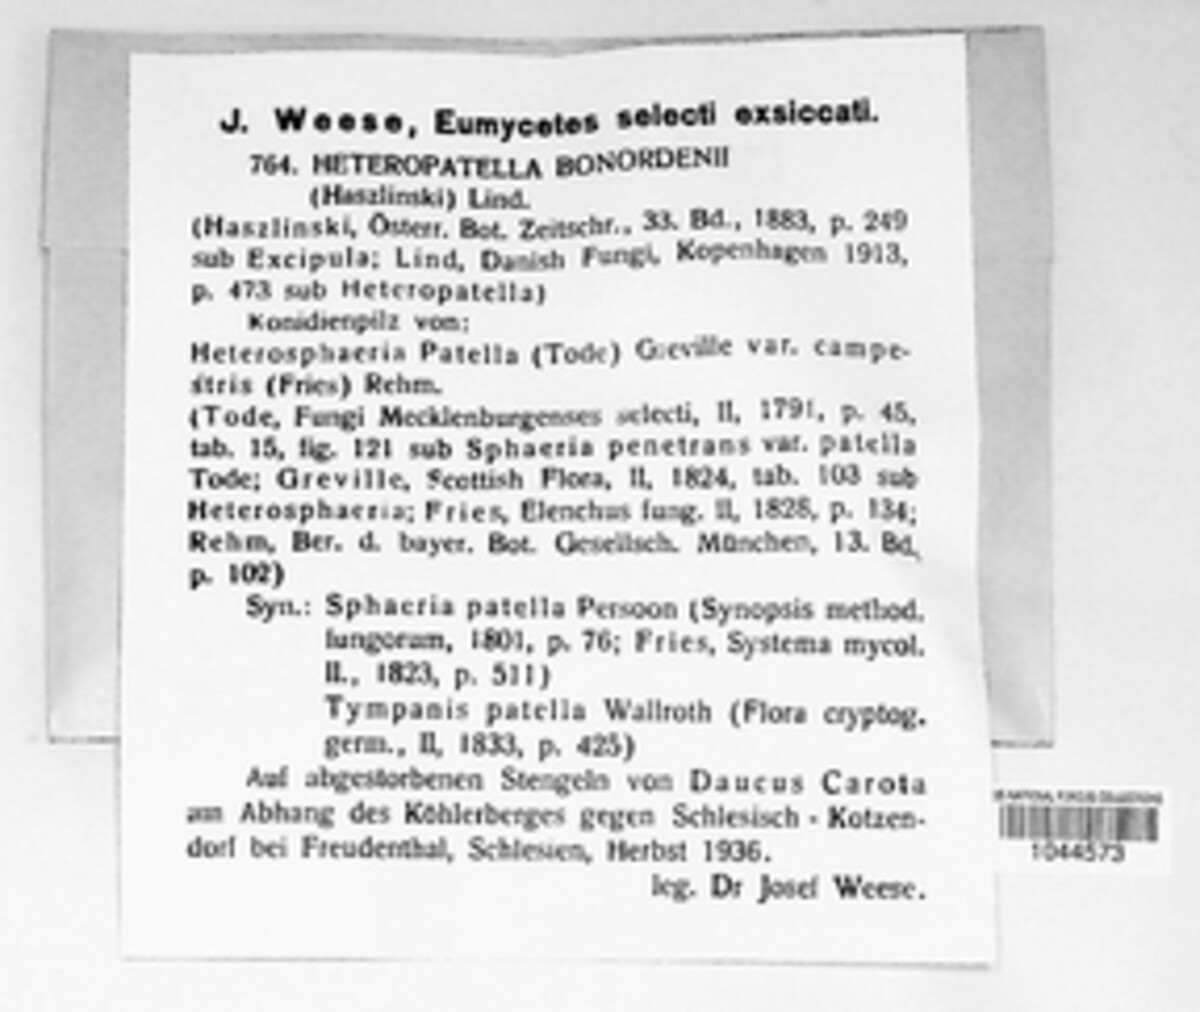 J. Weese, Eumycetes selecti exsiccati.
764. HETEROPATELLA BONORDENII
(Haszlinski) Lind.
(Haszlinski, Österr. Bot. Zeitschr., 33. Bd., 1883, p. 249
sub Excipula; Lind, Danish Fungi, Kopenhagen 1913,
p. 473 sub Heteropatella)
Konidienpilz von:
Heterosphaeria Patella (Tode) Greville var. campe-
stris (Fries) Rehm.
(Tode, Fungi Mecklenburgenses selecti, II, 1791, p. 45,
tab. 15, fig. 121 sub Sphaeria penetrans var. patella
Tode; Greville, Scottish Flora, II, 1824, tab. 103 sub
Heterosphaeria; Fries, Elenchus fung. II, 1828, p. 134;
Rehm, Ber. d. bayer. Bot. Gesellsch. München, 13. Bd,
p. 102)
Syn.: Sphaeria patella Persoon (Synopsis method.
fungorum, 1801, p. 76; Fries, Systema mycol.
II., 1823, p. 511)
Tympanis patella Wallroth (Flora cryptog.
germ., II, 1833, p. 425)
Auf abgestorbenen Stengeln von Daucus Carota
am Abhang des Köhlerberges gegen Schlesisch - Kotzen-
dorf bei Freudenthal, Schlesien, Herbst 1936.
leg. Dr Josef Weese.
US NATIONAL FUNGUS COLLECTIONS
1044573